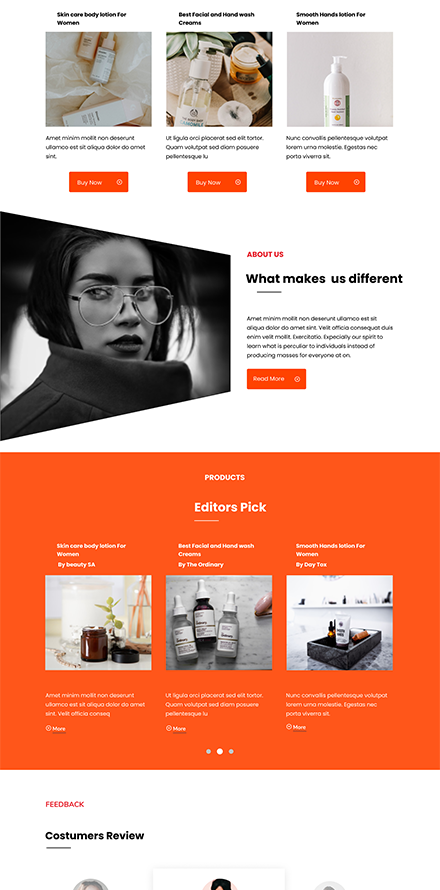 Skin care body lotion For
Women
Best Facial and Hand wash
Creams
Smooth Hands lotion For
Women
Amet minim mollit non deserunt
ullamco est sit aliqua dolor do amet
sint.
Ut ligula orci placerat sed elit tortor.
Quam volutpat sed diam posuere
pellentesque lu
Nunc convallis pellentesque volutpat
lorem urna molestie. Egestas nec
porta viverra sit.
Buy Now
Buy Now
Buy Now
ABOUT US
What makes us different
Amet minim mollit non deserunt ullamco est sit
aliqua dolor do amet sint. Velit officia consequat duis
enim velit mollit. Exercitatio. Expecially our spirit to
learn what is perculiar to individuals instead of
producing masses for everyone at on.
Read More
PRODUCTS
Editors Pick
Skin care body lotion For
Women
By beauty SA
Best Facial and Hand wash
Creams
By The Ordinary
Smooth Hands lotion For
Women
By Day Tox
Amet minim mollit non deserunt
ullamco est sit aliqua dolor do amet
sint. Velit officia conseq
Ut ligula orci placerat sed elit tortor.
Quam volutpat sed diam posuere
pellentesque lu
Nunc convallis pellentesque volutpat
lorem urna molestie. Egestas nec
porta viverra sit.
More
More
More
FEEDBACK
Costumers Review